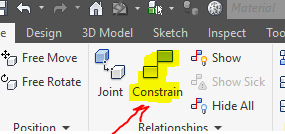 Material
Design
3D Model
Sketch
Inspect
Free Move
Free Rotate
Joint
Constrain
Show
Show Sick
Hide All
Position
Relationships